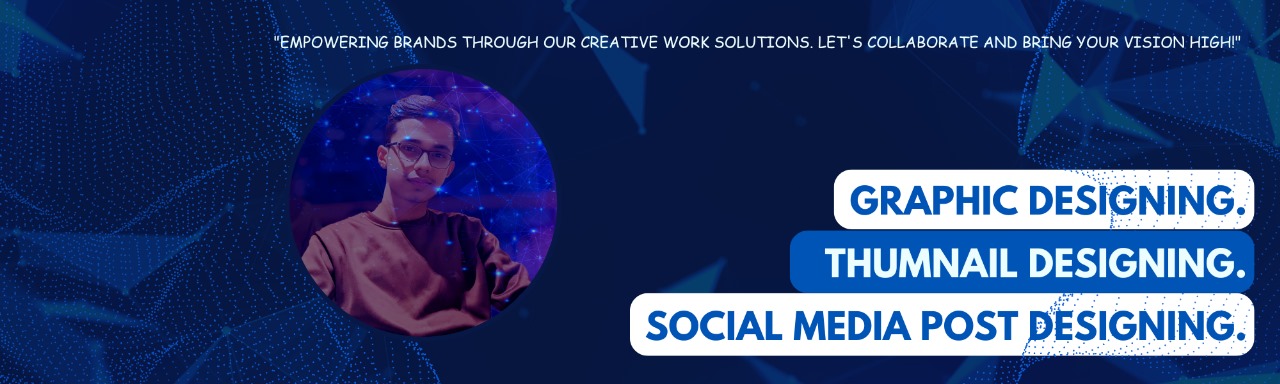 "EMPOWERING BRANDS THROUGH OUR CREATIVE WORK SOLUTIONS. LET'S COLLABORATE AND BRING YOUR VISION HIGH!"
GRAPHIC DESIGNING.
THUMNAIL DESIGNING.
SOCIAL MEDIA POST DESIGNING.